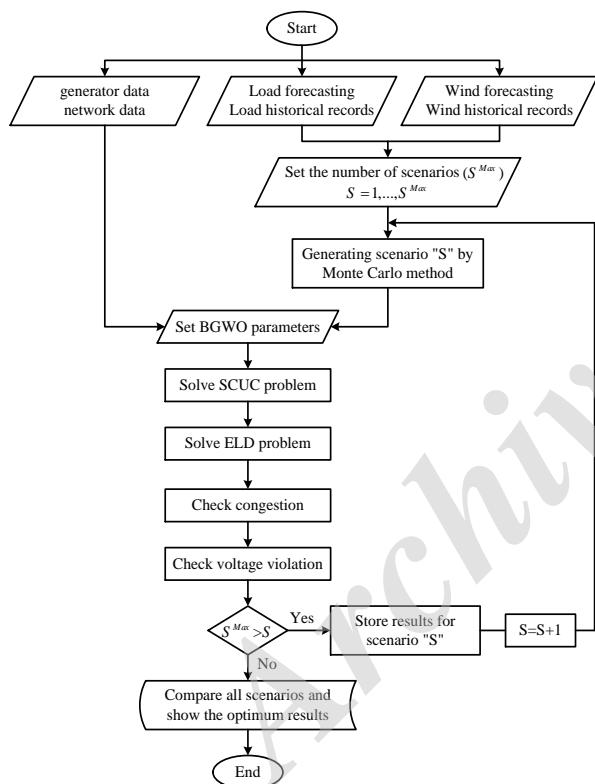 Start
generator data
network data
Load forecasting
Load historical records
Wind forecasting
Wind historical records
Set the number of scenarios (S^Max)
S = 1,...,S^Max
Generating scenario "S" by
Monte Carlo method
Set BGWO parameters
Solve SCUC problem
Solve ELD problem
Check congestion
Check voltage violation
S^Max >S
Yes
Store results for
scenario "S"
S=S+1
No
Compare all scenarios and
show the optimum results
End
Archiv